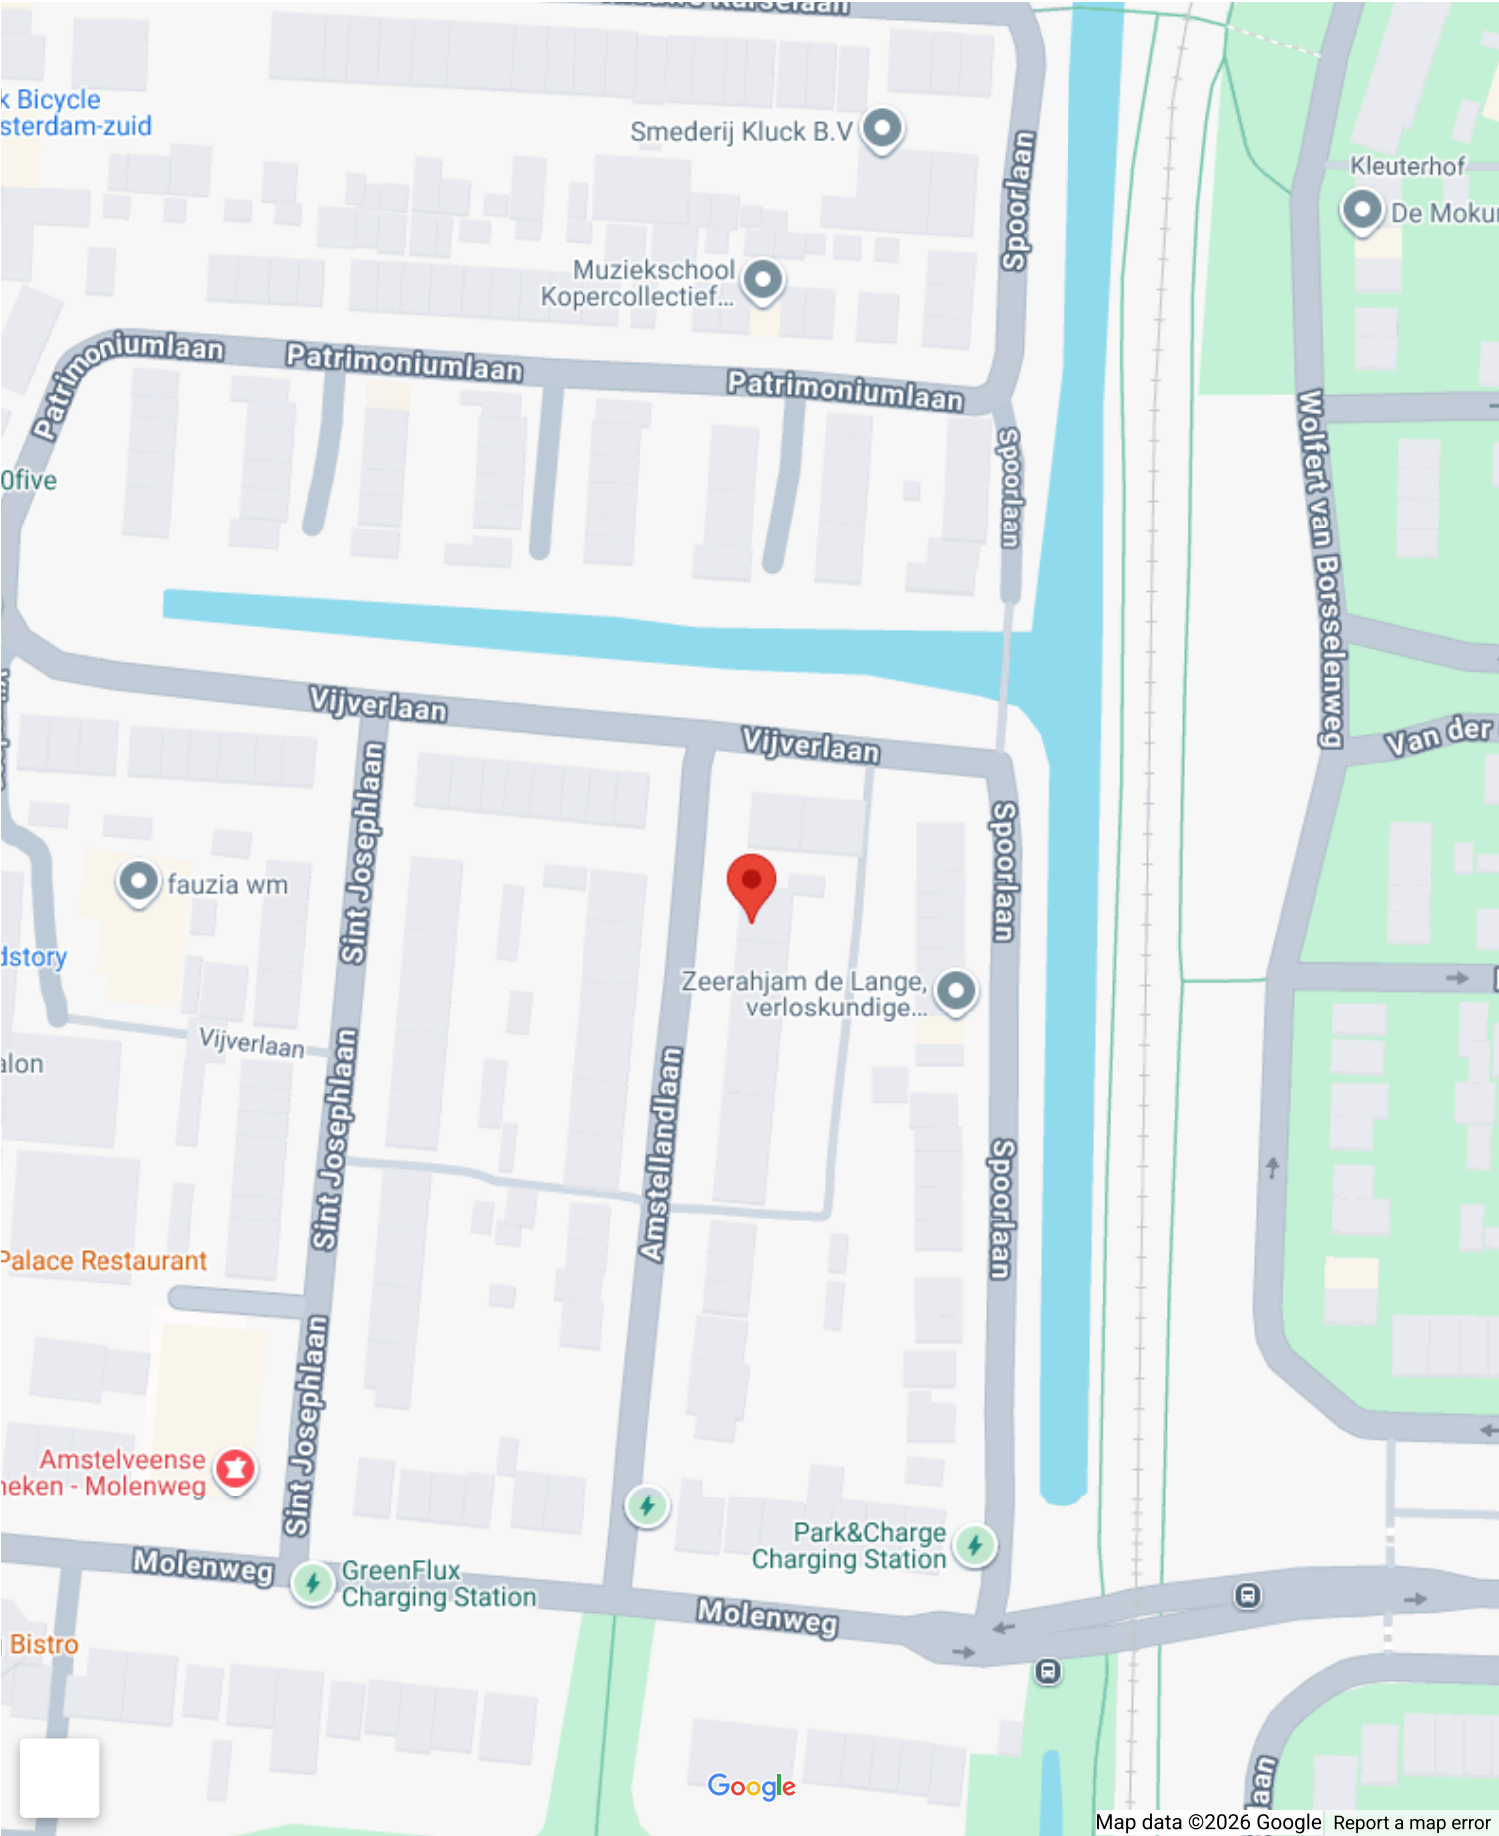 k Bicycle
sterdam-zuid
Smederij Kluck B.V
Spoorlaan
Kleuterhof
De Mokum
Muziekschool
Kopercollectief...
Patrimoniumlaan
Patrimoniumlaan
Patrimoniumlaan
Patrimoniumlaan
Spoorlaan
Wolfert van Borsselenweg
0five
Vijverlaan
Vijverlaan
Van der
Sint Josephlaan
Spoorlaan
fauzia wm
dstory
Zeerahjam de Lange,
verloskundige...
Vijverlaan
alon
Sint Josephlaan
Amstellandlaan
Spoorlaan
Palace Restaurant
Sint Josephlaan
Amstelveense
neken - Molenweg
Park&Charge
Charging Station
Molenweg
GreenFlux
Charging Station
Molenweg
Bistro
Google
laan
Map data ©2026 Google
Report a map error